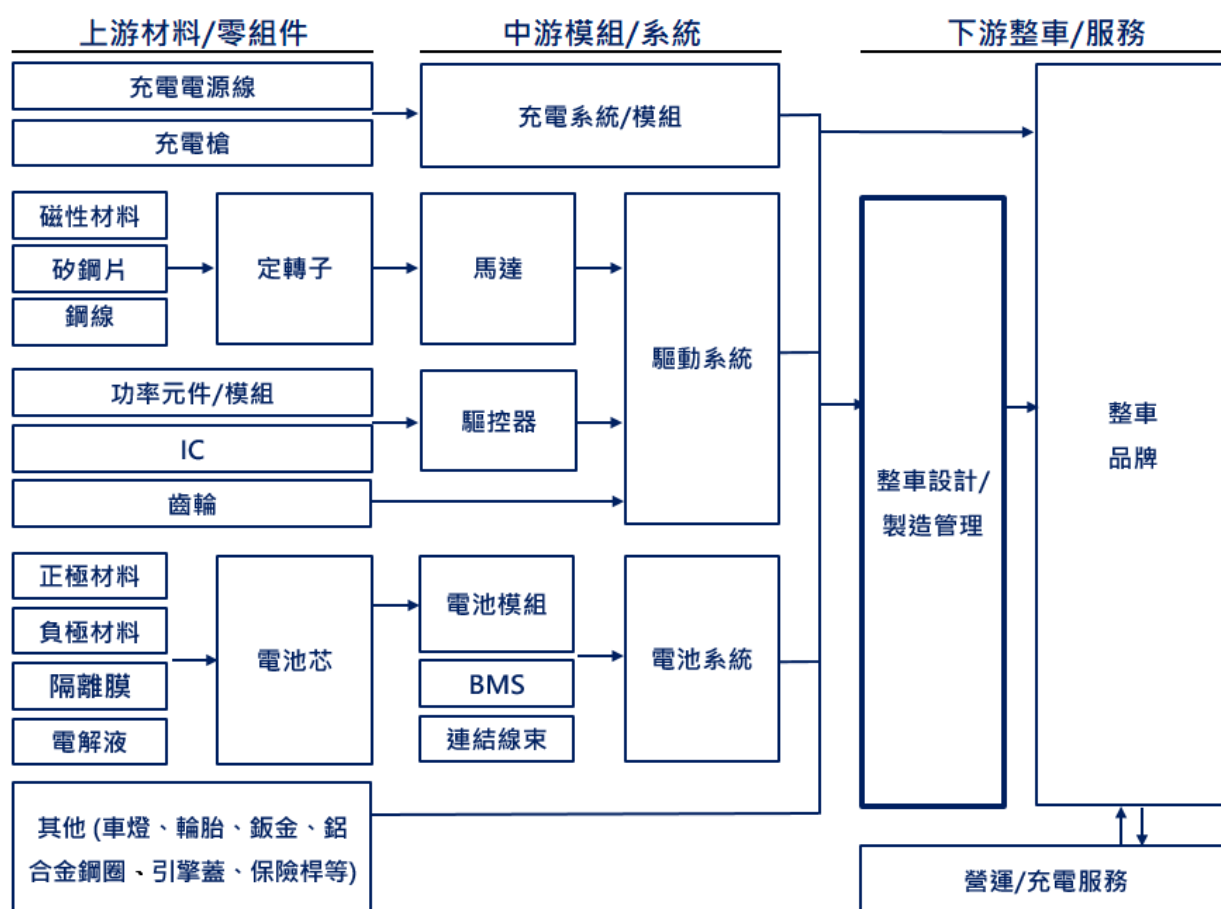 上游材料/零組件
中游模組/系統
下游整車/服務
充電電源線
充電槍
充電系統/模組
磁性材料
矽鋼片
鋼線
定轉子
馬達
驅動系統
功率元件/模組
IC
齒輪
驅控器
正極材料
負極材料
隔離膜
電解液
電池芯
電池模組
BMS
連結線束
電池系統
其他 (車燈、輪胎、鈑金、鋁
合金鋼圈、引擎蓋、保險桿等)
整車設計/
製造管理
整車
品牌
營運/充電服務